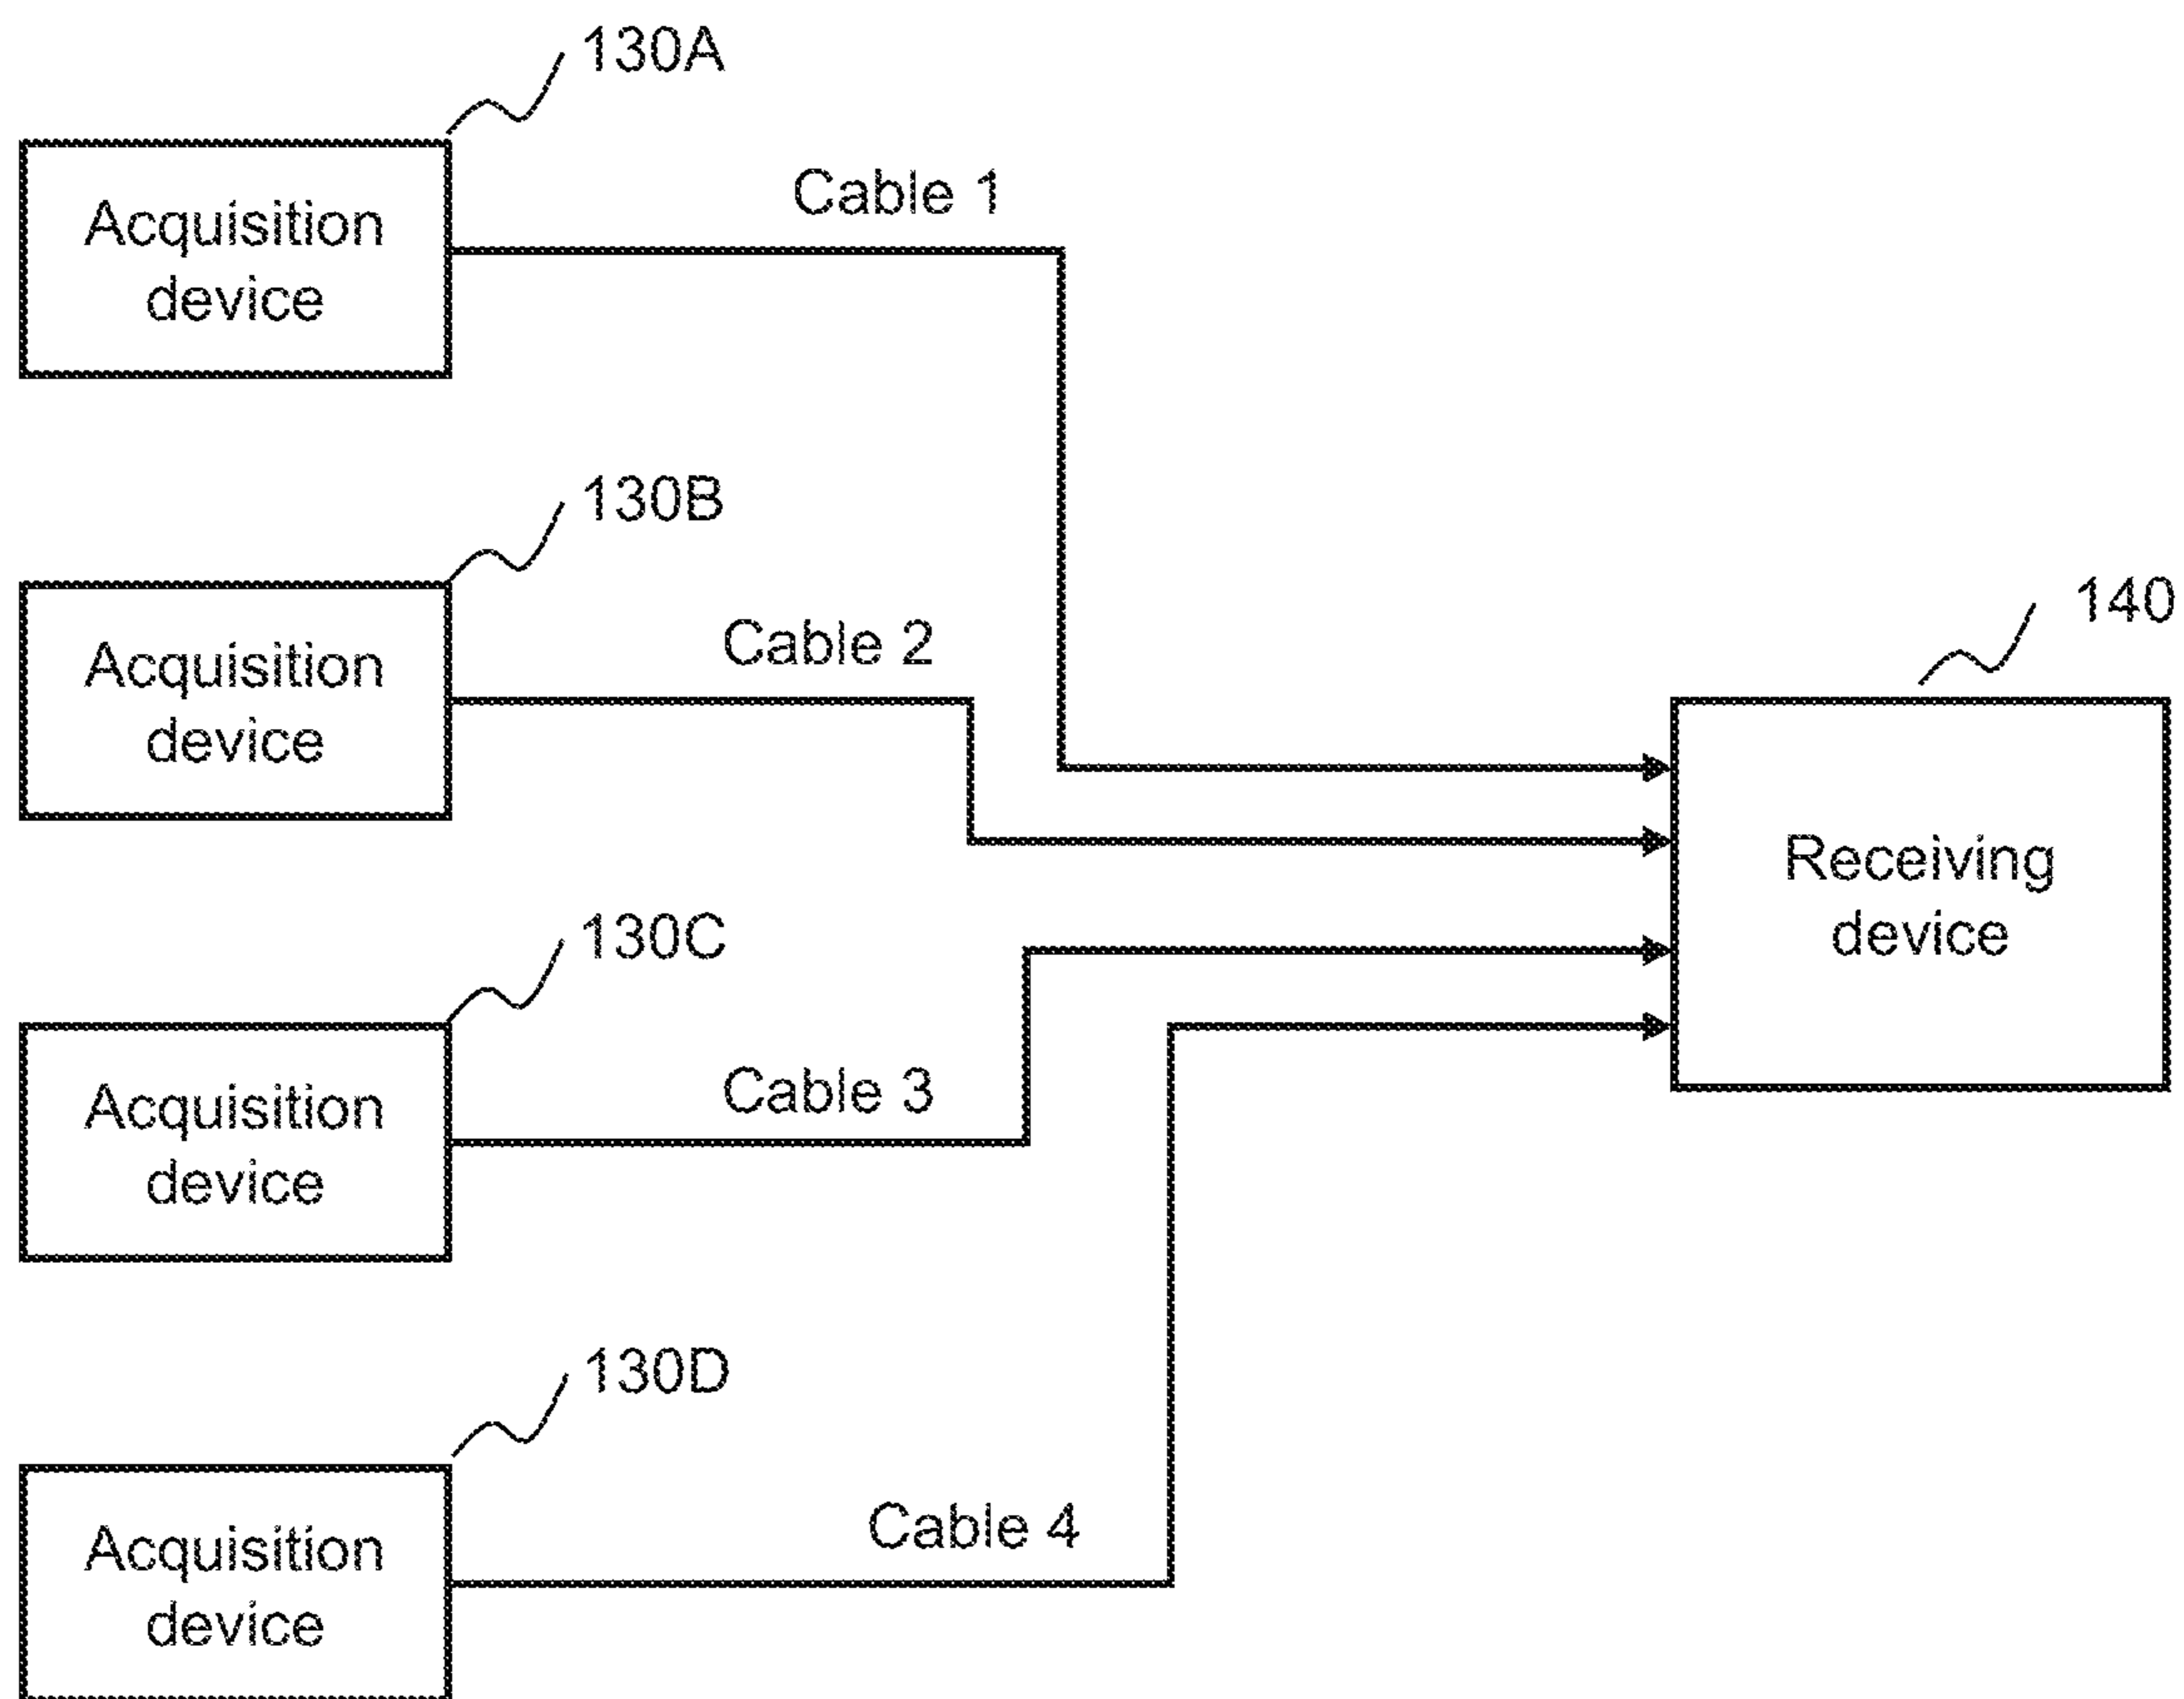 130A
Acquisition
device
Cable 1
130B
Acquisition
device
Cable 2
140
Receiving
device
130C
Acquisition
device
Cable 3
130D
Acquisition
device
Cable 4